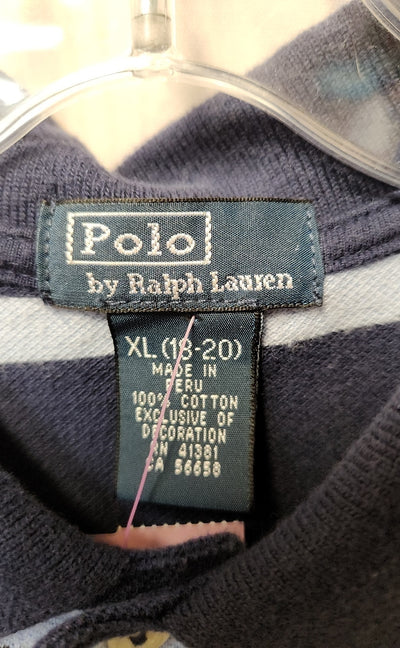 Polo
by Ralph Lauren
XL (18-20)
MADE IN
PERU
100% COTTON
EXCLUSIVE OF
DECORATION
RN 41381
CA 56658